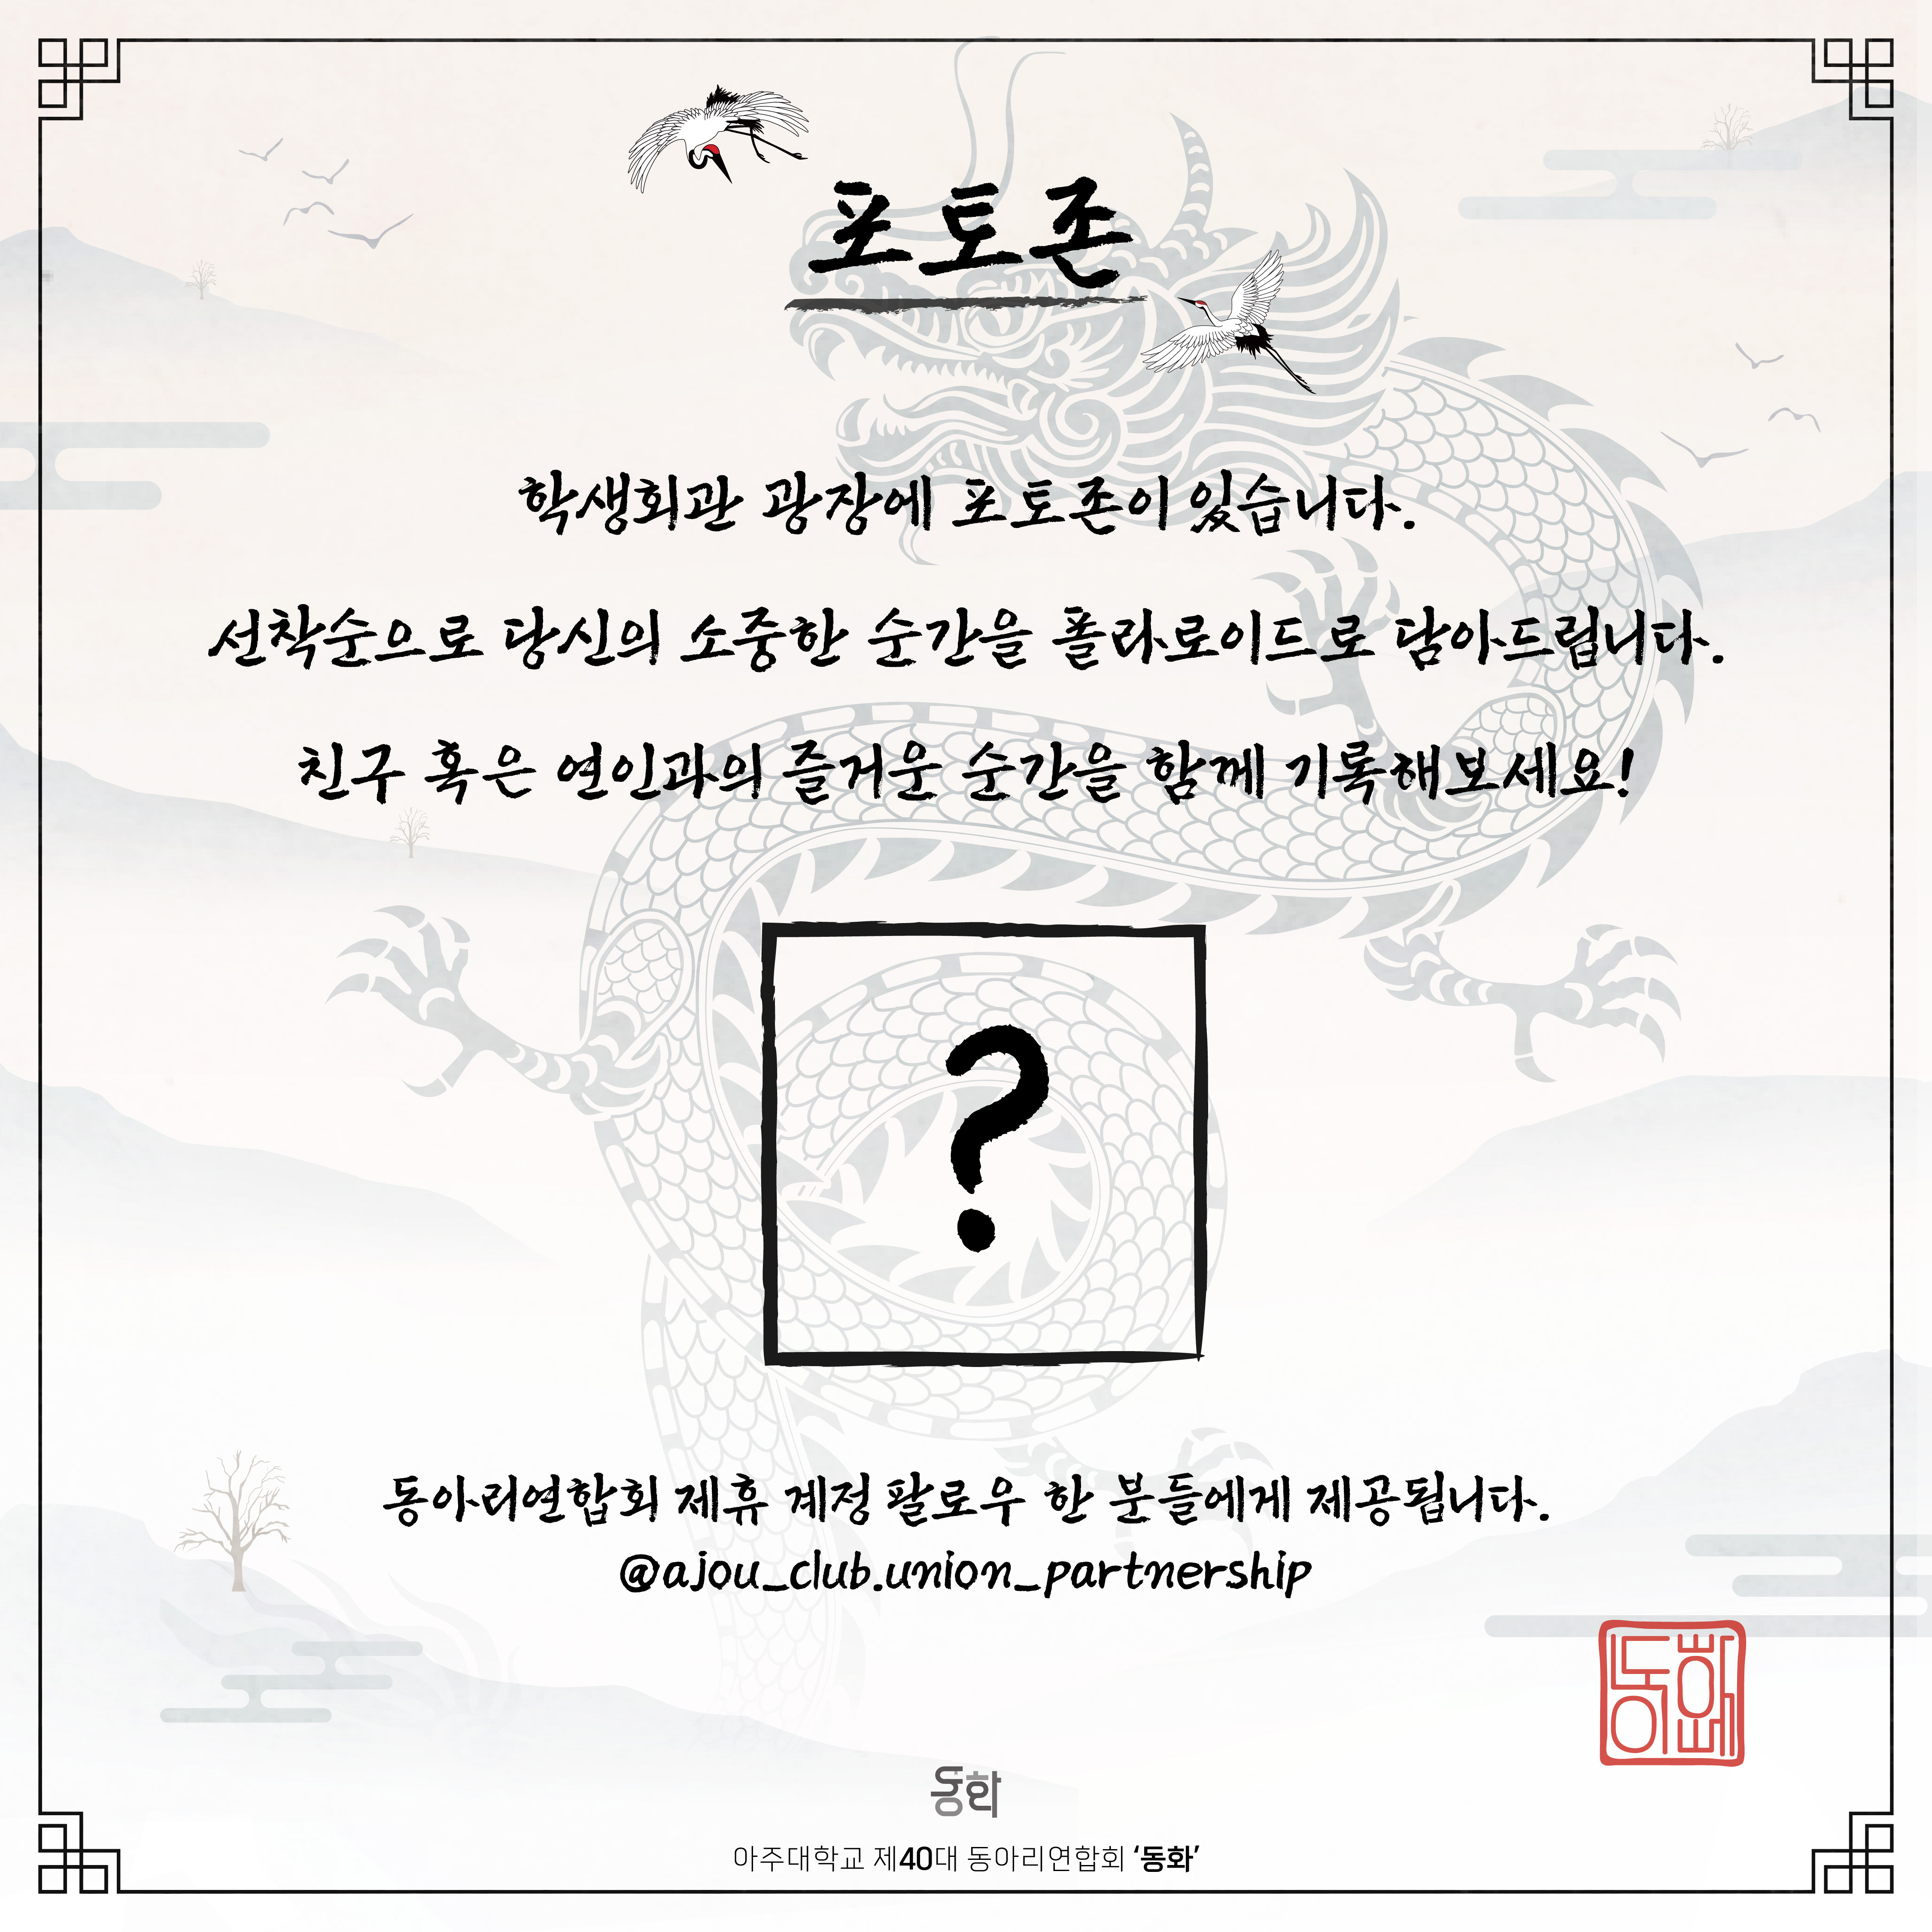 포토존
학생회관 광장에 포토존이 있습니다.
선착순으로 당신의 소중한 순간을 폴라로이드로 담아드립니다.
친구 혹은 연인과의 즐거운 순간을 함께 기록해보세요!
?
동아리연합회 제휴 계정 팔로우 한 분들에게 제공됩니다.
@ajou_club.union_partnership
동화
동화
아주대학교 제40대 동아리연합회 ‘동화’